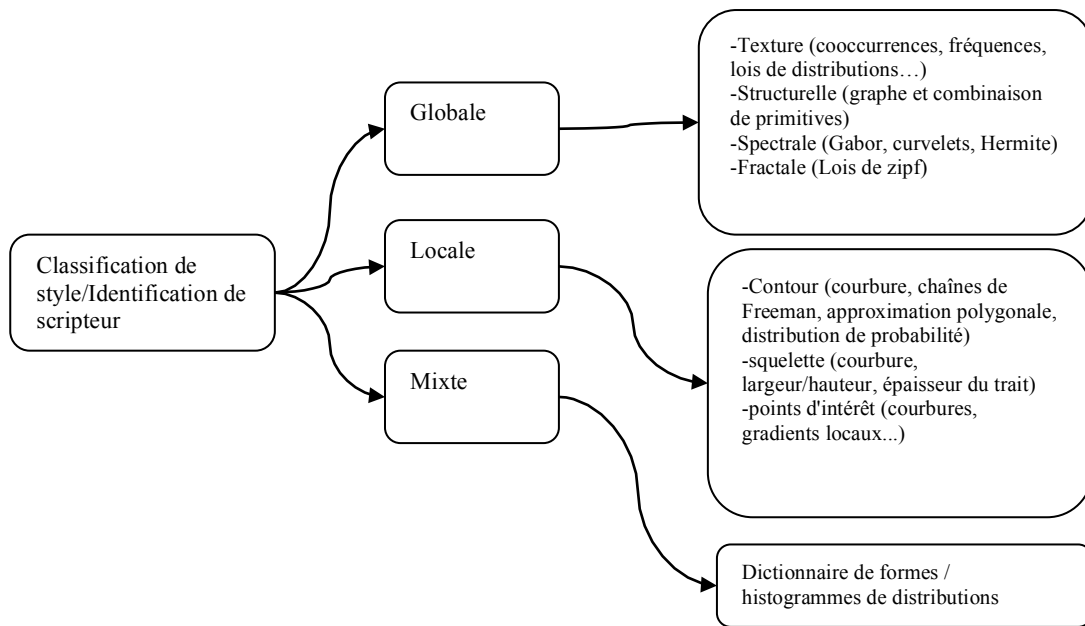 -Texture (cooccurrences, fréquences,
lois de distributions…)
-Structurelle (graphe et combinaison
de primitives)
-Spectrale (Gabor, curvelets, Hermite)
-Fractale (Lois de zipf)
Globale
Locale
Classification de
style/Identification de
scripteur
-Contour (courbure, chaînes de
Freeman, approximation polygonale,
distribution de probabilité)
-squelette (courbure,
largeur/hauteur, épaisseur du trait)
-points d'intérêt (courbures,
gradients locaux...)
Mixte
Dictionnaire de formes /
histogrammes de distributions